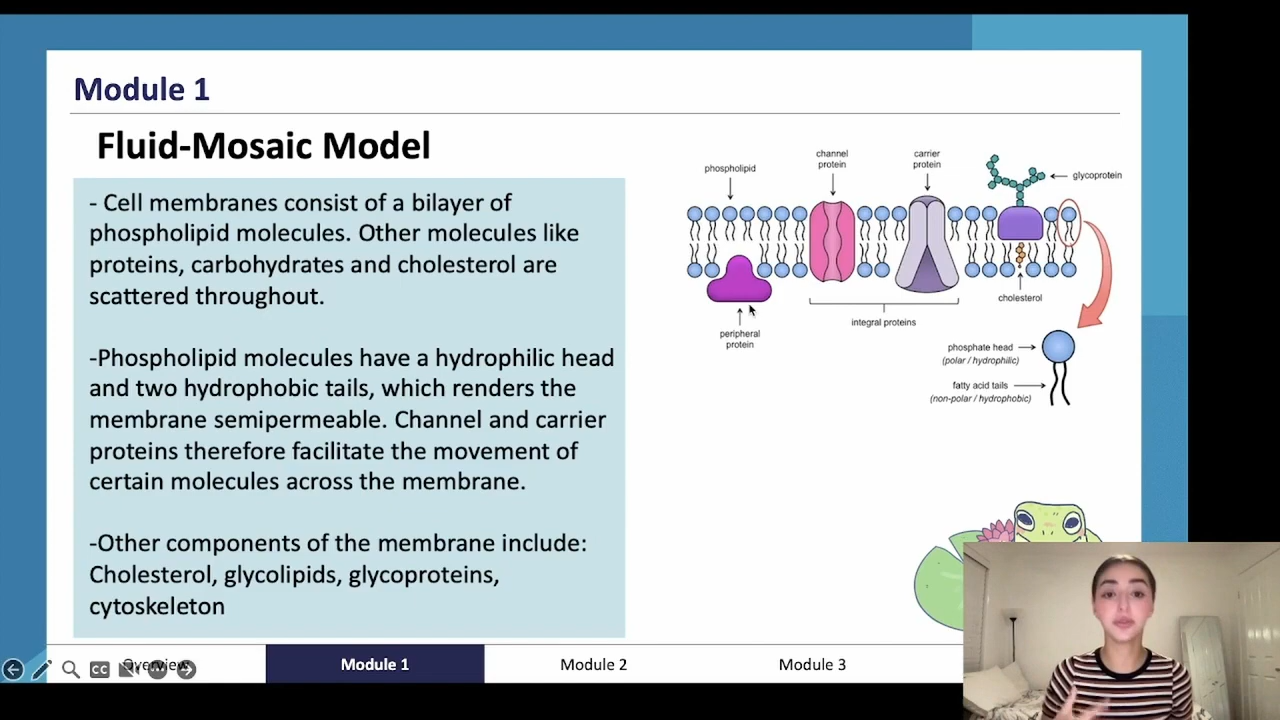 Module 1
Fluid-Mosaic Model
- Cell membranes consist of a bilayer of
phospholipid molecules. Other molecules like
proteins, carbohydrates and cholesterol are
scattered throughout.
-Phospholipid molecules have a hydrophilic head
and two hydrophobic tails, which renders the
membrane semipermeable. Channel and carrier
proteins therefore facilitate the movement of
certain molecules across the membrane.
-Other components of the membrane include:
Cholesterol, glycolipids, glycoproteins,
cytoskeleton
phospholipid
channel
protein
carrier
protein
glycoprotein
cholesterol
integral proteins
peripheral
protein
phosphate head
(polar / hydrophilic)
fatty acid tails
(non-polar / hydrophobic)
CC
Overview
Module 1
Module 2
Module 3